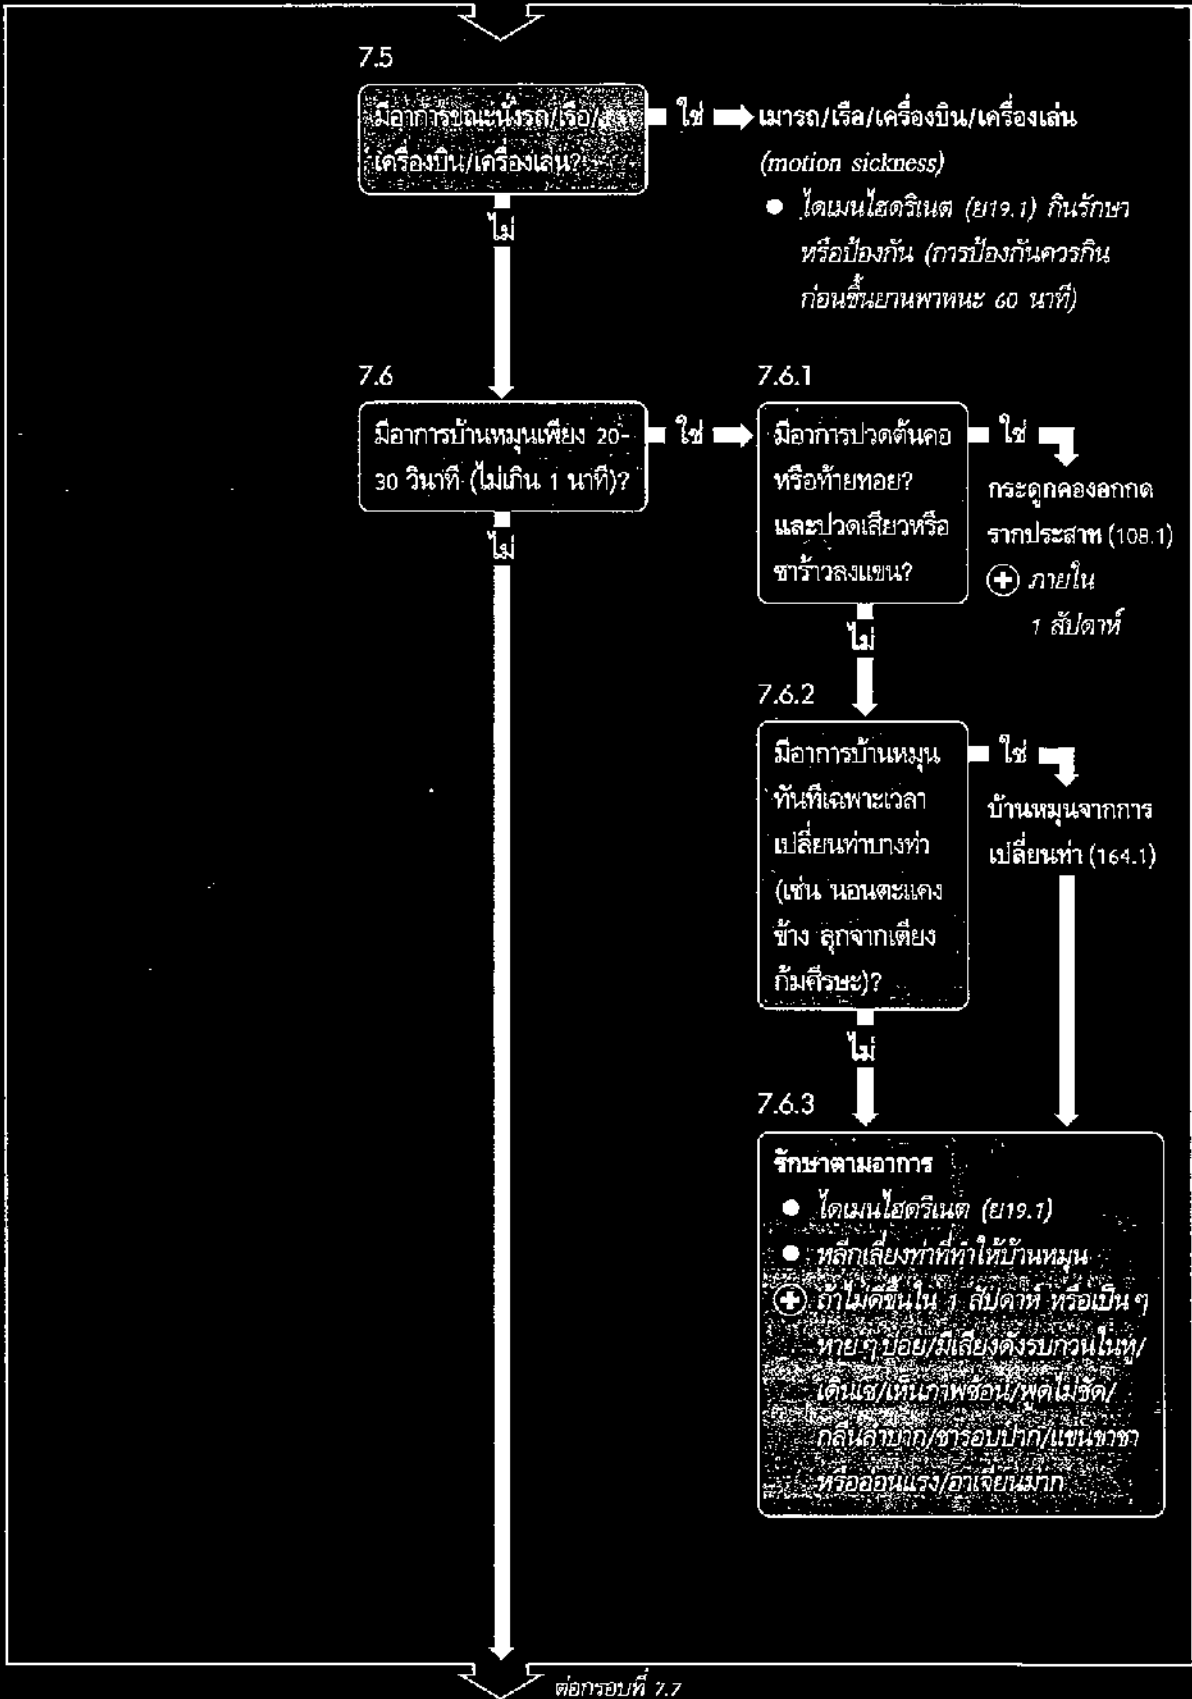 7.5
มีอาการขณะนั่งรถ/เรือ/
เครื่องบิน/เครื่องเล่น?
ใช่
เมารถ/เรือ/เครื่องบิน/เครื่องเล่น
(motion sickness)
● ไดเมนไฮดริเนต (ย19.1) กินรักษา
หรือป้องกัน (การป้องกันควรกิน
ก่อนขึ้นยานพาหนะ 60 นาที)
ไม่
7.6
มีอาการบ้านหมุนเพียง 20-
30 วินาที (ไม่เกิน 1 นาที)?
ใช่
7.6.1
มีอาการปวดต้นคอ
หรือท้ายทอย?
และปวดเสียวหรือ
ชาร้าวลงแขน?
ใช่
กระดูกคองอกกด
รากประสาท (108.1)
ภายใน
1 สัปดาห์
ไม่
ไม่
7.6.2
มีอาการบ้านหมุน
ทันทีเฉพาะเวลา
เปลี่ยนท่าบางท่า
(เช่น นอนตะแคง
ข้าง ลุกจากเตียง
ก้มศีรษะ)?
ใช่
บ้านหมุนจากการ
เปลี่ยนท่า (164.1)
ไม่
7.6.3
รักษาตามอาการ
● ไดเมนไฮดริเนต (ย19.1)
● หลีกเลี่ยงท่าที่ทำให้บ้านหมุน
ถ้าไม่ดีขึ้นใน 1 สัปดาห์ หรือเป็น ๆ
หาย ๆ บ่อย/มีเสียงดังรบกวนในหู/
เดินเซ/เห็นภาพซ้อน/พูดไม่ชัด/
กลืนลำบาก/ชารอบปาก/แขนขาชา
หรืออ่อนแรง/อาเจียนมาก
ต่อกรอบที่ 7.7